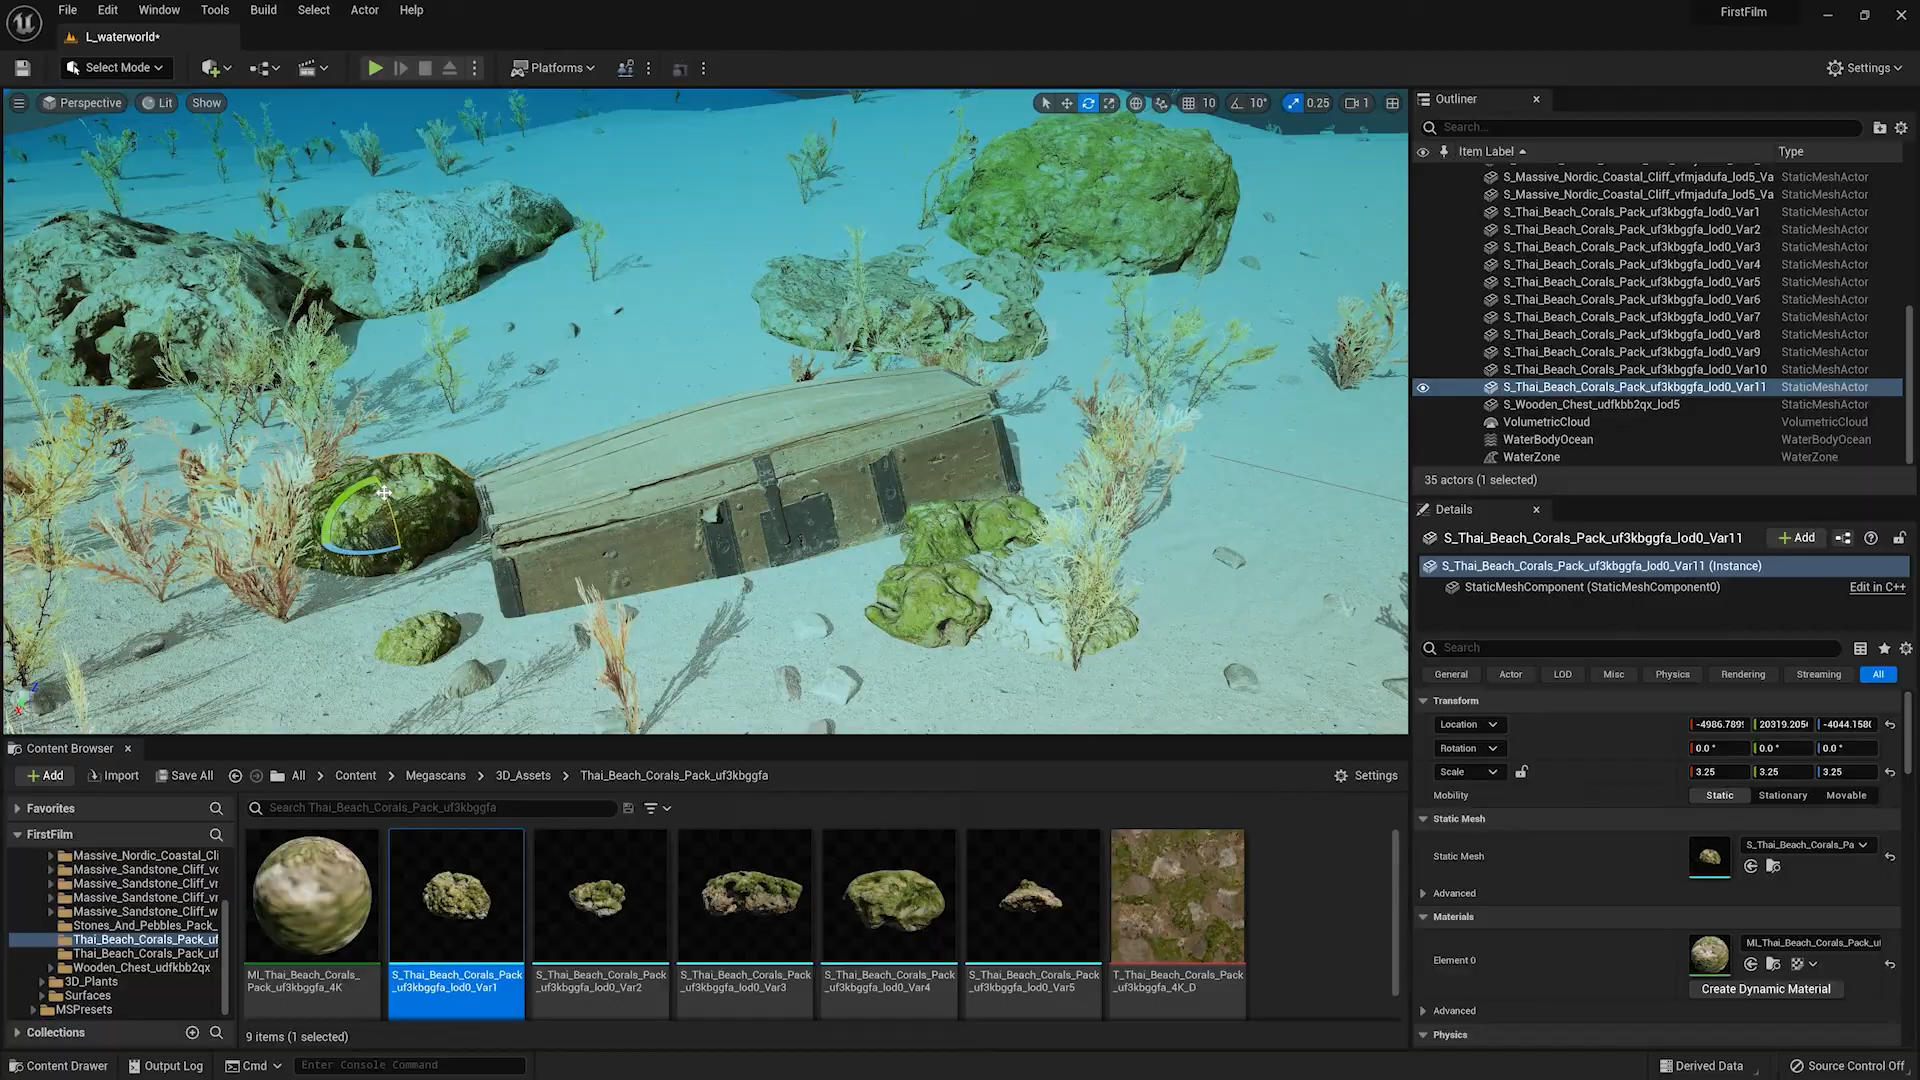 File Edit Window Tools Build Select Actor Help
FirstFilm
L_waterworld*
Select Mode
Platforms
Settings
Perspective Lit Show
10 10° 0.25 1
Outliner
Search...
Item Label Type
S_Massive_Nordic_Coastal_Cliff_vfmjadufa_lod5_Va StaticMeshActor
S_Massive_Nordic_Coastal_Cliff_vfmjadufa_lod5_Va StaticMeshActor
S_Thai_Beach_Corals_Pack_uf3kbggfa_lod0_Var1 StaticMeshActor
S_Thai_Beach_Corals_Pack_uf3kbggfa_lod0_Var2 StaticMeshActor
S_Thai_Beach_Corals_Pack_uf3kbggfa_lod0_Var3 StaticMeshActor
S_Thai_Beach_Corals_Pack_uf3kbggfa_lod0_Var4 StaticMeshActor
S_Thai_Beach_Corals_Pack_uf3kbggfa_lod0_Var5 StaticMeshActor
S_Thai_Beach_Corals_Pack_uf3kbggfa_lod0_Var6 StaticMeshActor
S_Thai_Beach_Corals_Pack_uf3kbggfa_lod0_Var7 StaticMeshActor
S_Thai_Beach_Corals_Pack_uf3kbggfa_lod0_Var8 StaticMeshActor
S_Thai_Beach_Corals_Pack_uf3kbggfa_lod0_Var9 StaticMeshActor
S_Thai_Beach_Corals_Pack_uf3kbggfa_lod0_Var10 StaticMeshActor
S_Thai_Beach_Corals_Pack_uf3kbggfa_lod0_Var11 StaticMeshActor
S_Wooden_Chest_udfkbb2qx_lod5 StaticMeshActor
VolumetricCloud VolumetricCloud
WaterBodyOcean WaterBodyOcean
WaterZone WaterZone
35 actors (1 selected)
Details
S_Thai_Beach_Corals_Pack_uf3kbggfa_lod0_Var11 Add
S_Thai_Beach_Corals_Pack_uf3kbggfa_lod0_Var11 (Instance)
StaticMeshComponent (StaticMeshComponent0) Edit in C++
Search
General Actor LOD Misc Physics Rendering Streaming All
Transform
Location -4986.789 20319.205 -4044.158
Rotation 0.0° 0.0° 0.0°
Scale 3.25 3.25 3.25
Mobility Static Stationary Movable
Static Mesh
Static Mesh S_Thai_Beach_Corals_Pa
Advanced
Materials
Element 0 MI_Thai_Beach_Corals_Pack_uf
Create Dynamic Material
Advanced
Physics
Content Browser
Add Import Save All All Content Megascans 3D_Assets Thai_Beach_Corals_Pack_uf3kbggfa Settings
Favorites
Search Thai_Beach_Corals_Pack_uf3kbggfa
FirstFilm
Massive_Nordic_Coastal_Cli
Massive_Sandstone_Cliff_vc
Massive_Sandstone_Cliff_vr
Massive_Sandstone_Cliff_vr
Massive_Sandstone_Cliff_w
Stones_And_Pebbles_Pack_
Thai_Beach_Corals_Pack_uf
Thai_Beach_Corals_Pack_uf
Wooden_Chest_udfkbb2qx
3D_Plants
Surfaces
MSPresets
Collections
MI_Thai_Beach_Corals_
Pack_uf3kbggfa_4K
S_Thai_Beach_Corals_Pack
_uf3kbggfa_lod0_Var1
S_Thai_Beach_Corals_Pack
_uf3kbggfa_lod0_Var2
S_Thai_Beach_Corals_Pack
_uf3kbggfa_lod0_Var3
S_Thai_Beach_Corals_Pack
_uf3kbggfa_lod0_Var4
S_Thai_Beach_Corals_Pack
_uf3kbggfa_lod0_Var5
T_Thai_Beach_Corals_Pack
_uf3kbggfa_4K_D
9 items (1 selected)
Content Drawer Output Log Cmd Enter Console Command Derived Data Source Control Off